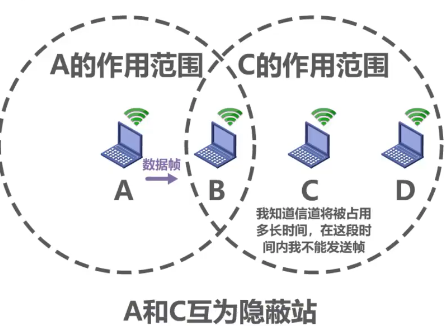 A的作用范围
C的作用范围
数据帧
A
B
C
D
我知道信道将被占用
多长时间，在这段时
间内我不能发送帧
A和C互为隐蔽站